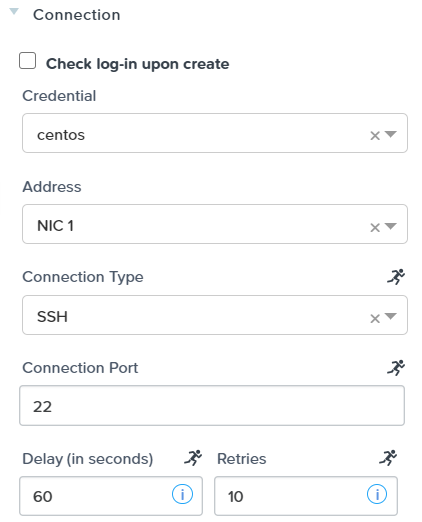 Connection
Check log-in upon create
Credential
centos
Address
NIC 1
Connection Type
SSH
Connection Port
22
Delay (in seconds) Retries
60 10